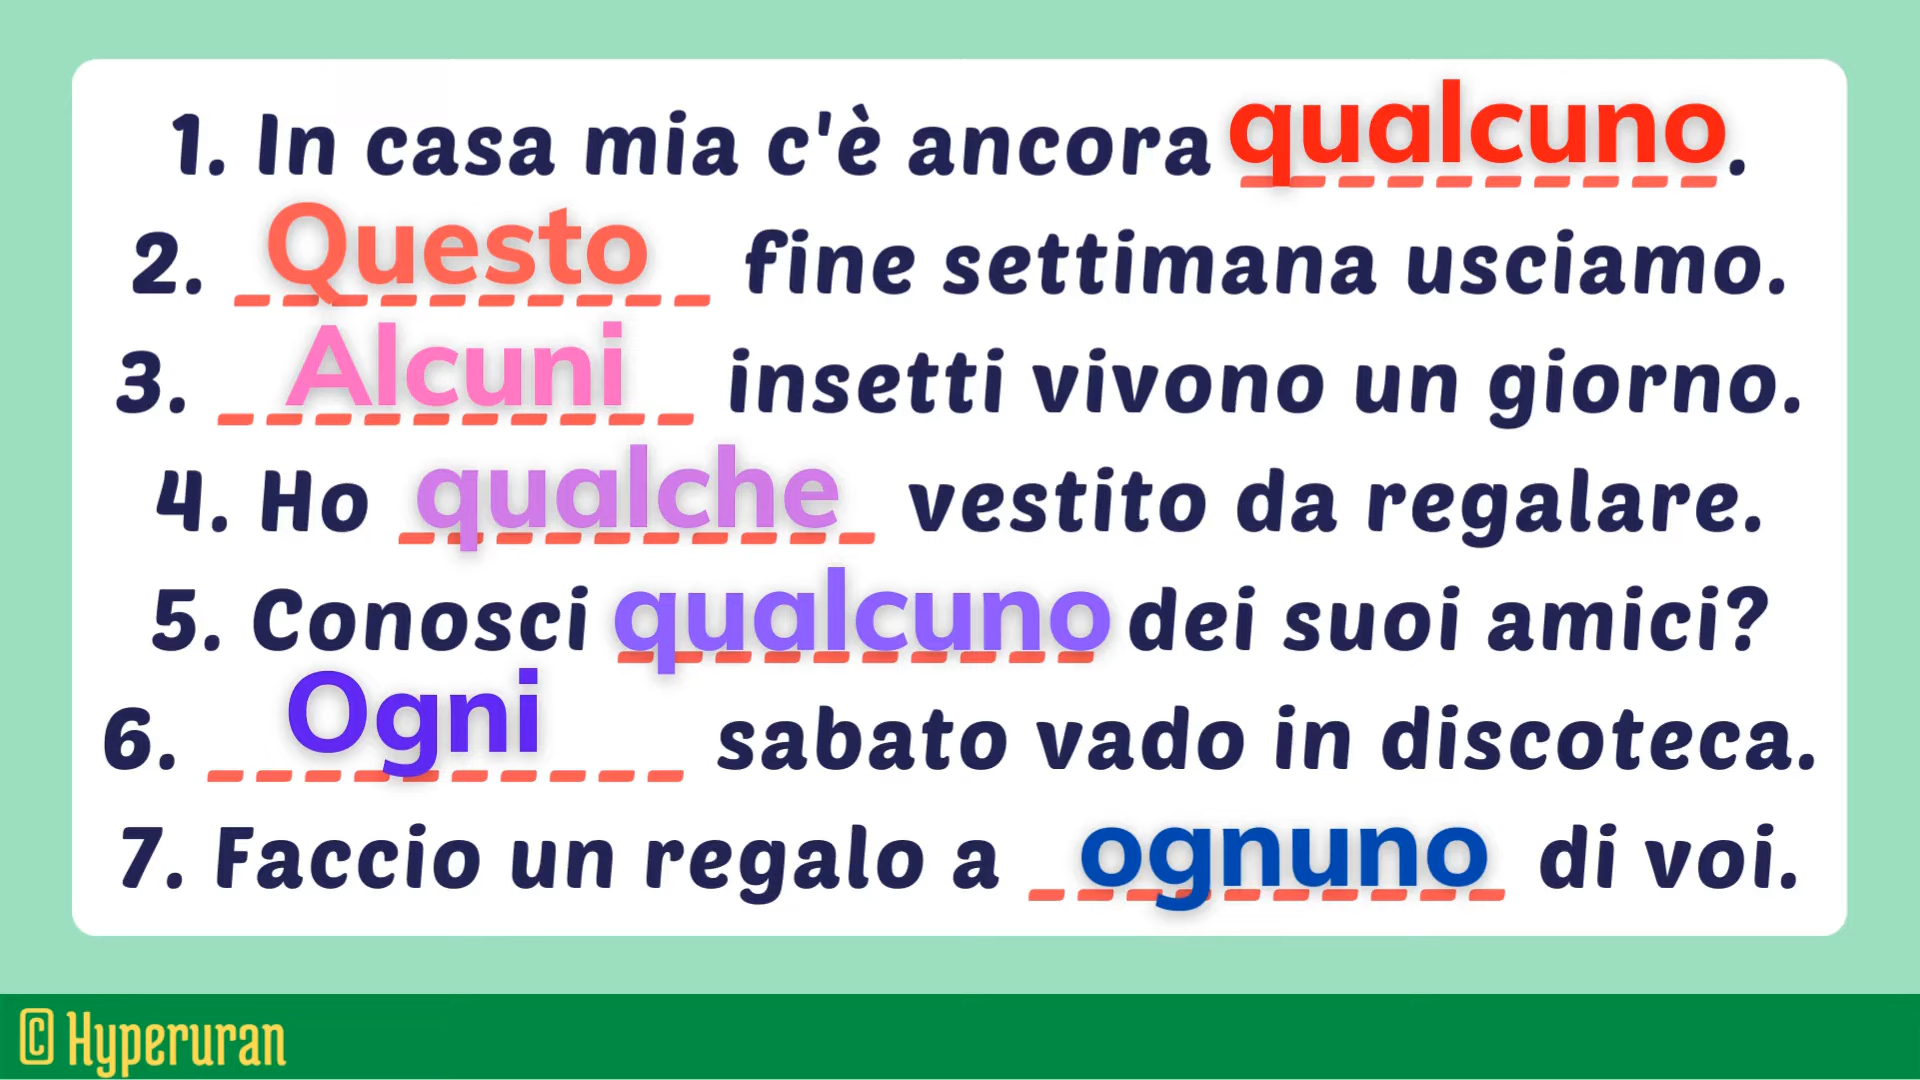 1. In casa mia c'è ancora qualcuno.
2. Questo fine settimana usciamo.
3. Alcuni insetti vivono un giorno.
4. Ho qualche vestito da regalare.
5. Conosci qualcuno dei suoi amici?
6. Ogni sabato vado in discoteca.
7. Faccio un regalo a ognuno di voi.
© Hyperuran